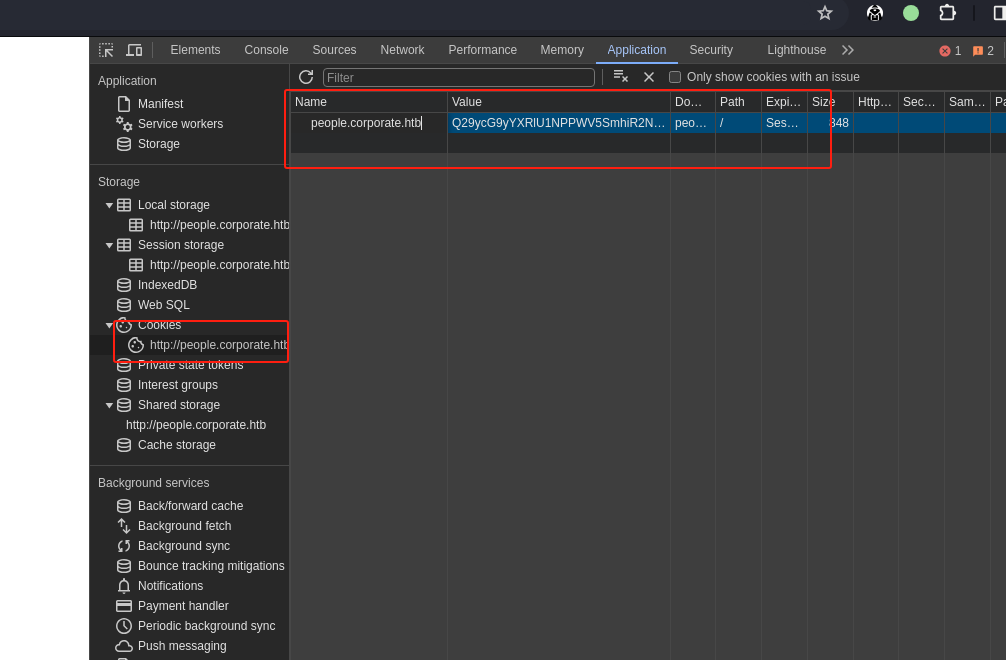 Elements Console Sources Network Performance Memory Application Security Lighthouse 1 2
Application
Manifest
Service workers
Storage
Storage
Local storage
http://people.corporate.htb
Session storage
http://people.corporate.htb
IndexedDB
Web SQL
Cookies
http://people.corporate.htb
Private state tokens
Interest groups
Shared storage
http://people.corporate.htb
Cache storage
Background services
Back/forward cache
Background fetch
Background sync
Bounce tracking mitigations
Notifications
Payment handler
Periodic background sync
Push messaging
Filter Only show cookies with an issue
Name Value Do… Path Expi… Size Http… Sec… Sam… Pa
people.corporate.htb Q29ycG9yYXRlU1NPPWV5SmhiR2N… peo… / Ses… 848